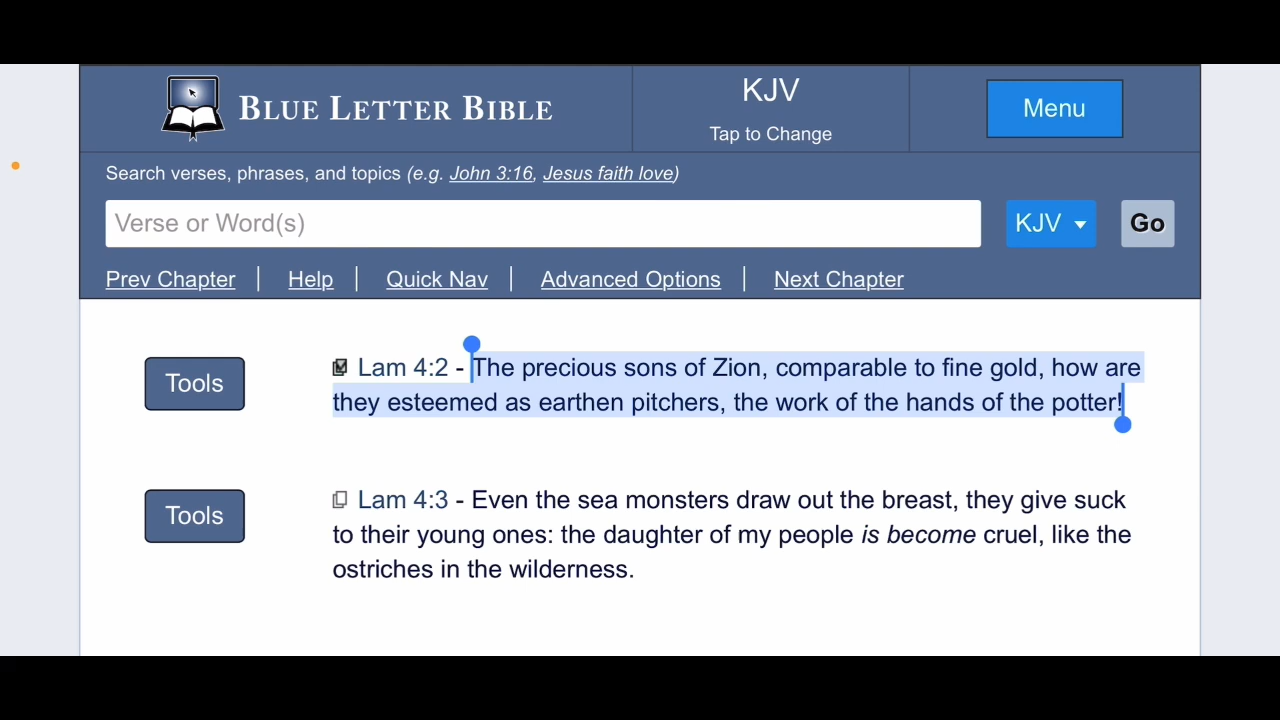 BLUE LETTER BIBLE
KJV
Tap to Change
Menu
Search verses, phrases, and topics (e.g. John 3:16, Jesus faith love)
Verse or Word(s)
KJV
Go
Prev Chapter | Help | Quick Nav | Advanced Options | Next Chapter
Tools
Lam 4:2 - The precious sons of Zion, comparable to fine gold, how are
they esteemed as earthen pitchers, the work of the hands of the potter!
Tools
Lam 4:3 - Even the sea monsters draw out the breast, they give suck
to their young ones: the daughter of my people is become cruel, like the
ostriches in the wilderness.